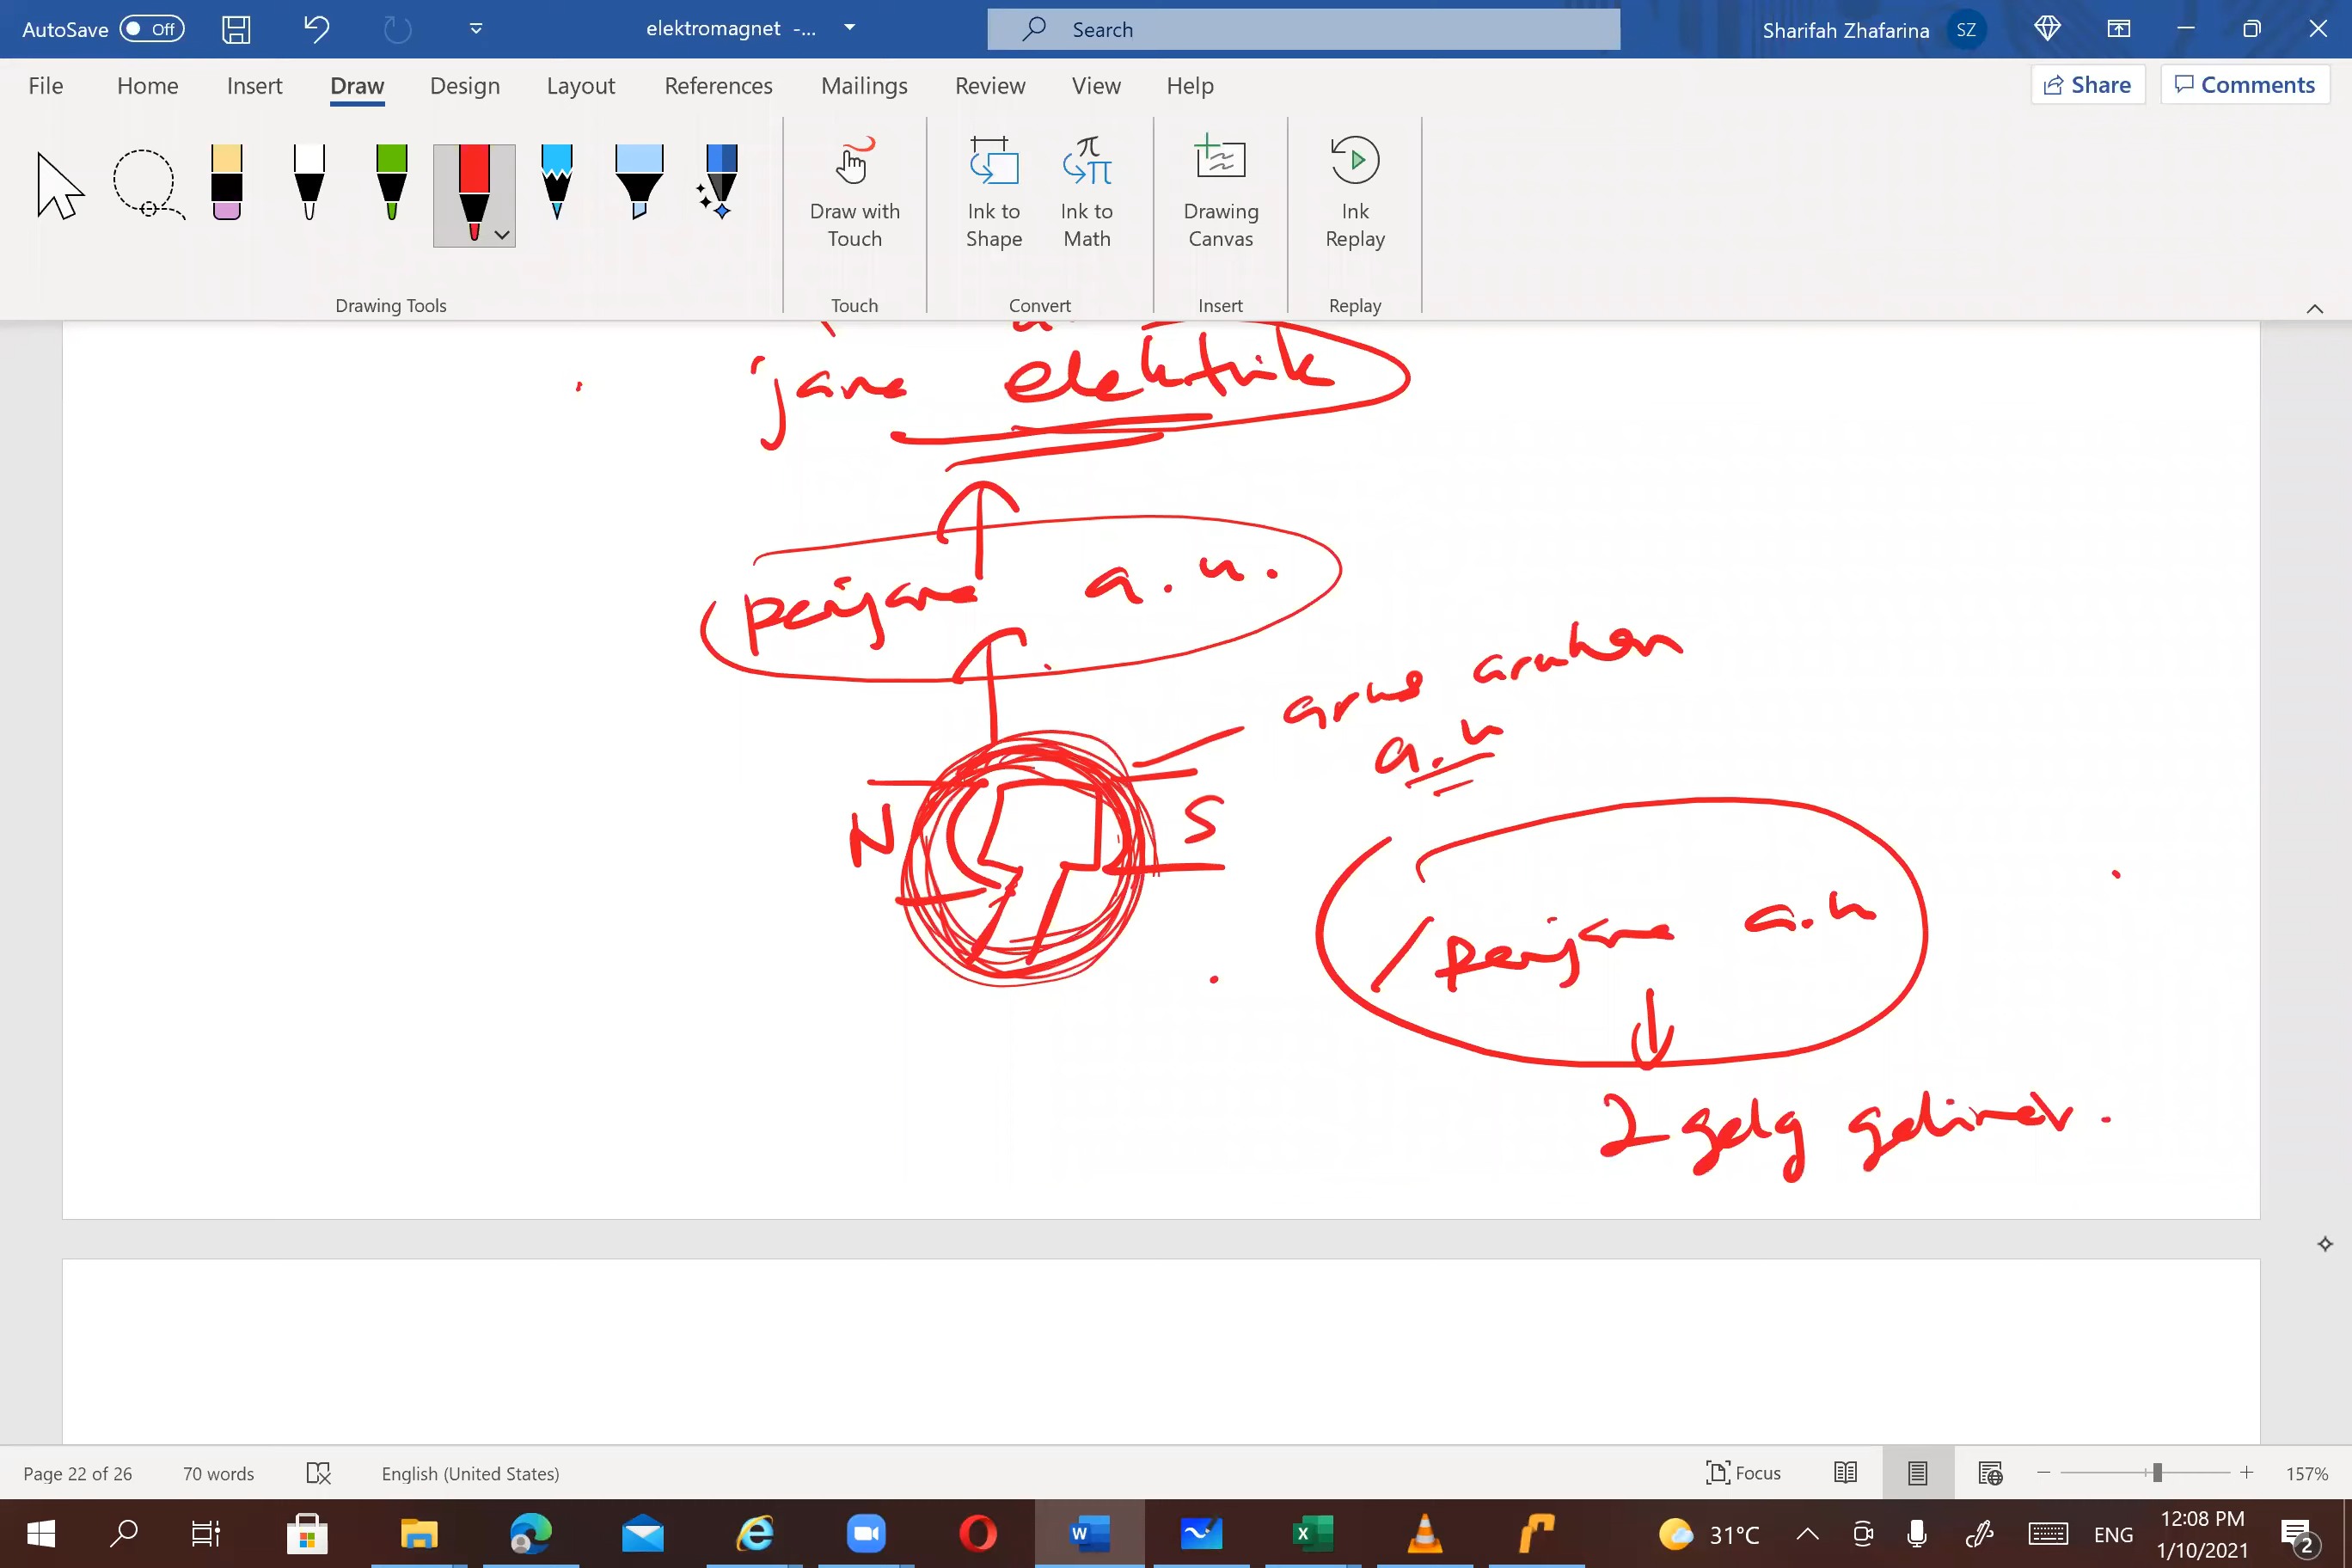 AutoSave Off elektromagnet -... Search Sharifah Zhafarina SZ
File Home Insert Draw Design Layout References Mailings Review View Help Share Comments
Draw with Touch
Ink to Shape
Ink to Math
Drawing Canvas
Ink Replay
Drawing Tools Touch Convert Insert Replay
jana elektrik
penjana a.u.
arus aruhan
a.u
N S
penjana a.u
2 gelg gelincir.
Page 22 of 26 70 words English (United States) Focus 157%
31°C ENG 12:08 PM
1/10/2021 2